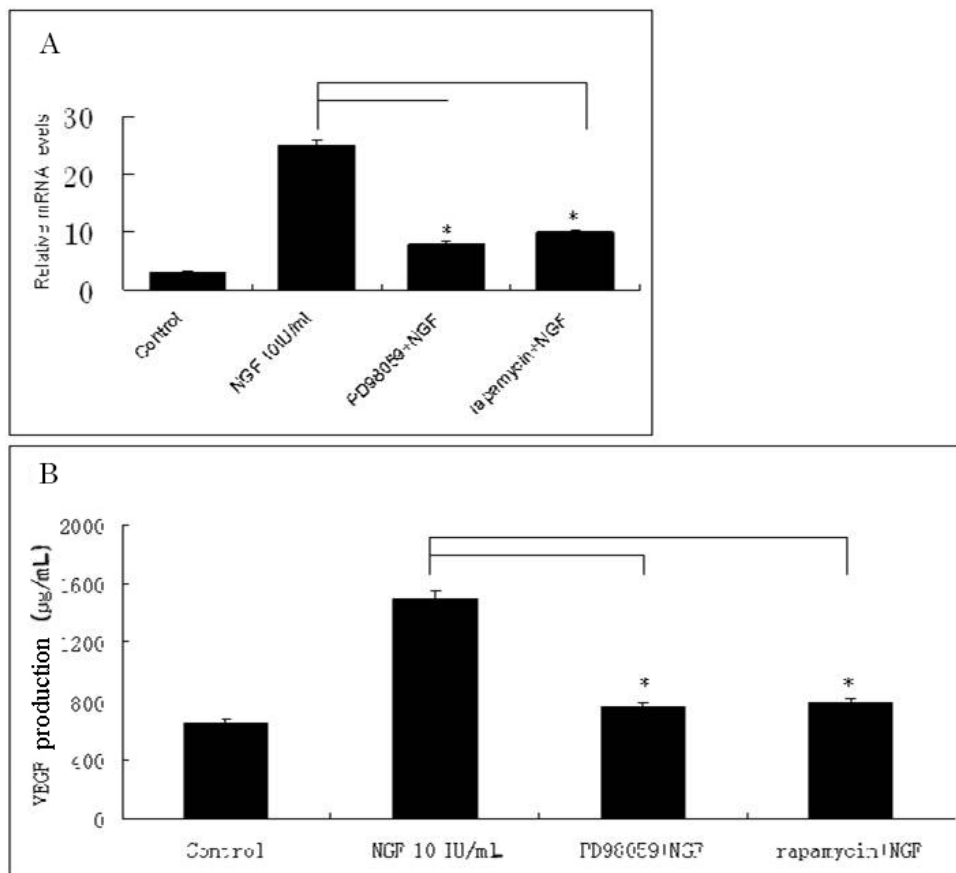 A
Relative mRNA levels
30
20
10
0
*
*
Control
NGF 10IU/ml
PD98059+NGF
rapamycin+NGF
B
VEGF production (μg/mL)
2000
1600
1200
800
400
0
*
*
Control
NGF 10 IU/mL
PD98059+NGF
rapamycin+NGF